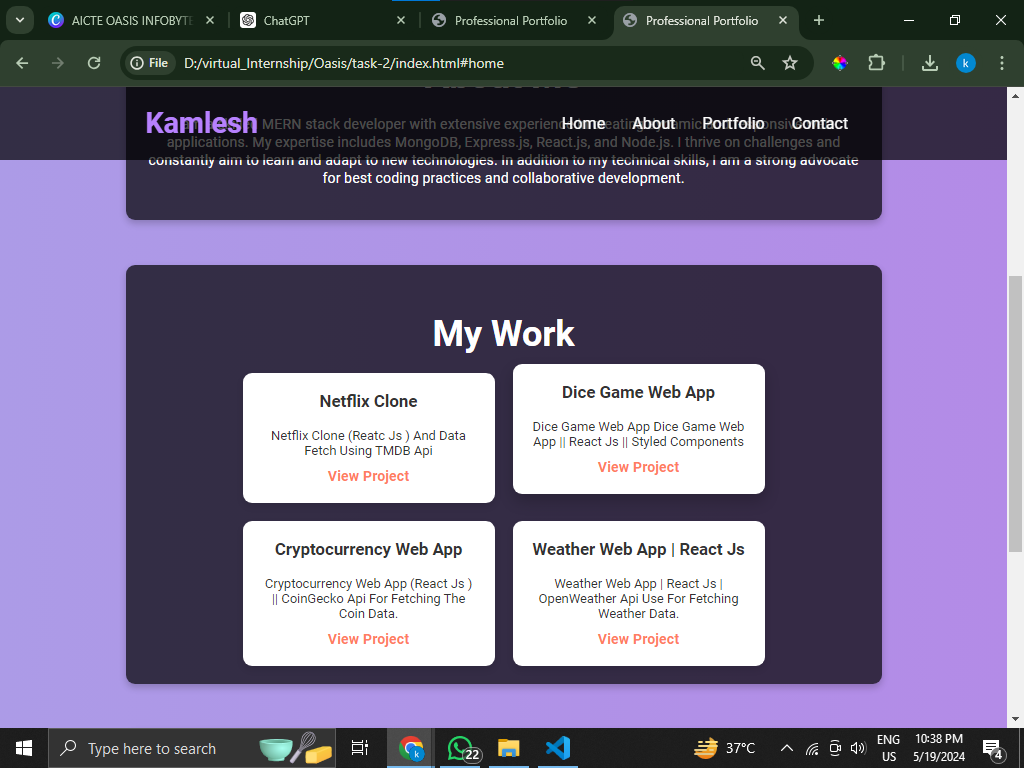 AICTE OASIS INFOBYTE
ChatGPT
Professional Portfolio
Professional Portfolio
File
D:/virtual_Internship/Oasis/task-2/index.html#home
k
Kamlesh
Home
About
Portfolio
Contact
MERN stack developer with extensive experience
applications. My expertise includes MongoDB, Express.js, React.js, and Node.js. I thrive on challenges and
constantly aim to learn and adapt to new technologies. In addition to my technical skills, I am a strong advocate
for best coding practices and collaborative development.
My Work
Netflix Clone
Netflix Clone (Reatc Js ) And Data
Fetch Using TMDB Api
View Project
Dice Game Web App
Dice Game Web App Dice Game Web
App || React Js || Styled Components
View Project
Cryptocurrency Web App
Cryptocurrency Web App (React Js )
|| CoinGecko Api For Fetching The
Coin Data.
View Project
Weather Web App | React Js
Weather Web App | React Js |
OpenWeather Api Use For Fetching
Weather Data.
View Project
Type here to search
k
22
37°C
ENG
US
10:38 PM
5/19/2024
4